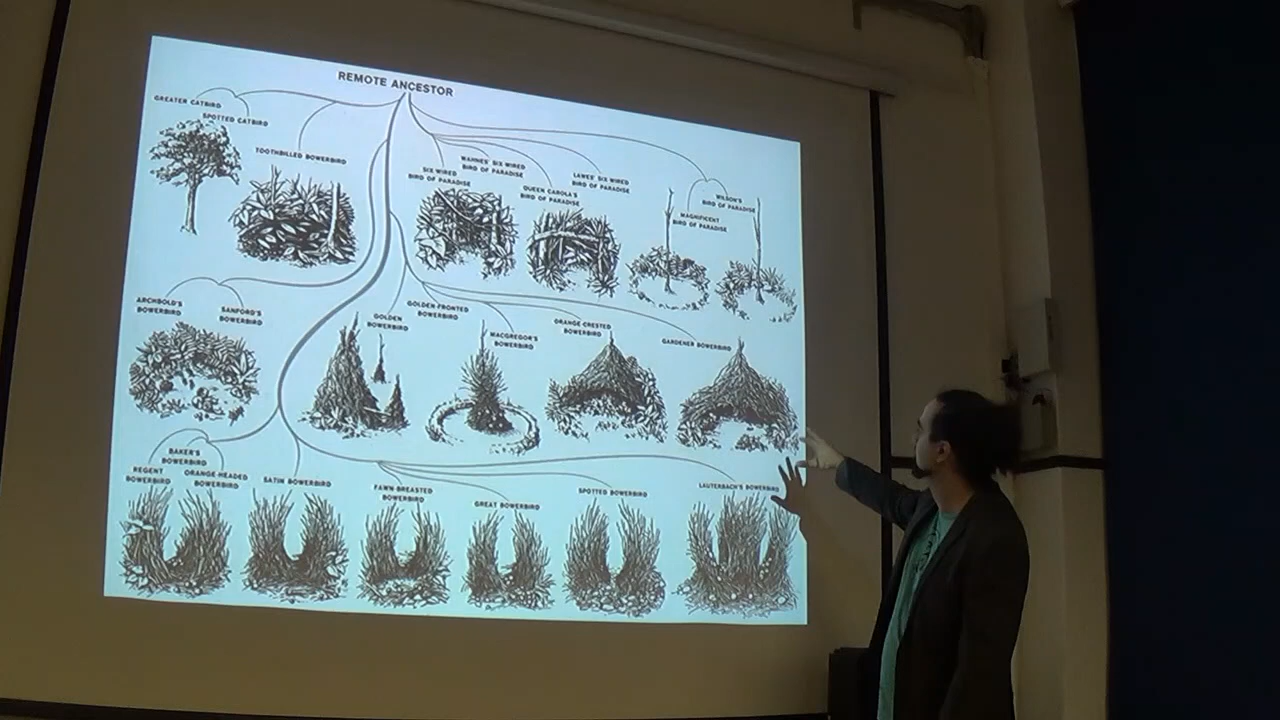 REMOTE ANCESTOR
GREATER CATBIRD
SPOTTED CATBIRD
TOOTHBILLED BOWERBIRD
SIX WIRED
BIRD OF PARADISE
WAHNES' SIX WIRED
BIRD OF PARADISE
QUEEN CAROLA'S
BIRD OF PARADISE
LAWES' SIX WIRED
BIRD OF PARADISE
MAGNIFICENT
BIRD OF PARADISE
WILSON'S
BIRD OF PARADISE
ARCHBOLD'S
BOWERBIRD
SANFORD'S
BOWERBIRD
GOLDEN
BOWERBIRD
GOLDEN-FRONTED
BOWERBIRD
MACGREGOR'S
BOWERBIRD
ORANGE-CRESTED
BOWERBIRD
GARDENER BOWERBIRD
REGENT
BOWERBIRD
BAKER'S
BOWERBIRD
ORANGE-HEADED
BOWERBIRD
SATIN BOWERBIRD
FAWN-BREASTED
BOWERBIRD
GREAT BOWERBIRD
SPOTTED BOWERBIRD
LAUTERBACH'S BOWERBIRD